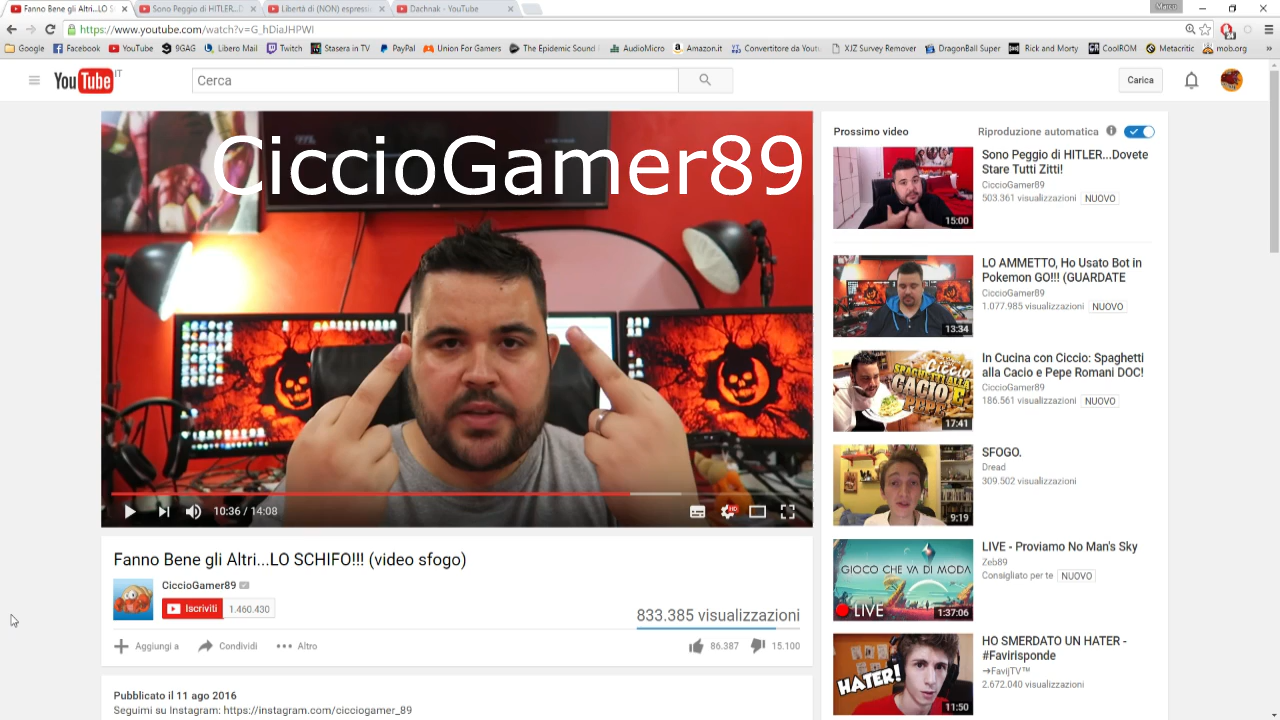 Fanno Bene gli Altri...LO S
Sono Peggio di HITLER...D
Libertà di (NON) espressi
Dachnak - YouTube
Marco
https://www.youtube.com/watch?v=G_hDiaJHPWI
Google
Facebook
YouTube
9GAG
Libero Mail
Twitch
Stasera in TV
PayPal
Union For Gamers
The Epidemic Sound
AudioMicro
Amazon.it
Convertitore da Youtu
XJZ Survey Remover
DragonBall Super
Rick and Morty
CoolROM
Metacritic
mob.org
»
YouTube IT
Cerca
Carica
CiccioGamer89
10:36 / 14:08
HD
Fanno Bene gli Altri...LO SCHIFO!!! (video sfogo)
CiccioGamer89
Iscriviti 1.460.430
833.385 visualizzazioni
Aggiungi a Condividi Altro
86.387 15.100
Pubblicato il 11 ago 2016
Seguimi su Instagram: https://instagram.com/cicciogamer_89
Prossimo video
Riproduzione automatica
15:00
Sono Peggio di HITLER...Dovete
Stare Tutti Zitti!
CiccioGamer89
503.361 visualizzazioni NUOVO
13:34
LO AMMETTO, Ho Usato Bot in
Pokemon GO!!! (GUARDATE
CiccioGamer89
1.077.985 visualizzazioni NUOVO
Ciccio
SPAGHETTI ALLA
CACIO E
PEPE
17:41
In Cucina con Ciccio: Spaghetti
alla Cacio e Pepe Romani DOC!
CiccioGamer89
186.561 visualizzazioni NUOVO
9:19
SFOGO.
Dread
309.502 visualizzazioni
GIOCO CHE VA DI MODA
LIVE
1:37:06
LIVE - Proviamo No Man's Sky
Zeb89
Consigliato per te NUOVO
HATER!
11:50
HO SMERDATO UN HATER -
#Favirisponde
→FavijTV™
2.672.040 visualizzazioni